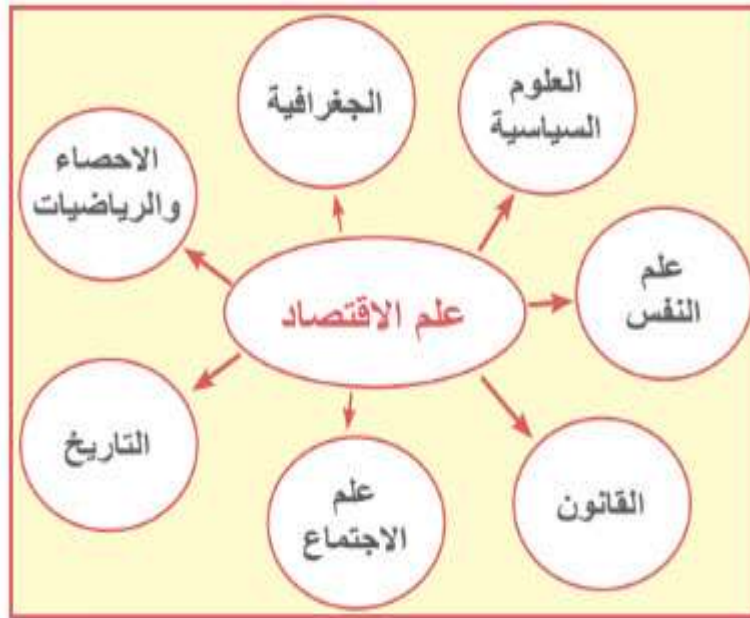 العلوم
السياسية
الجغرافية
الاحصاء
والرياضيات
علم
النفس
علم الاقتصاد
التاريخ
القانون
علم
الاجتماع